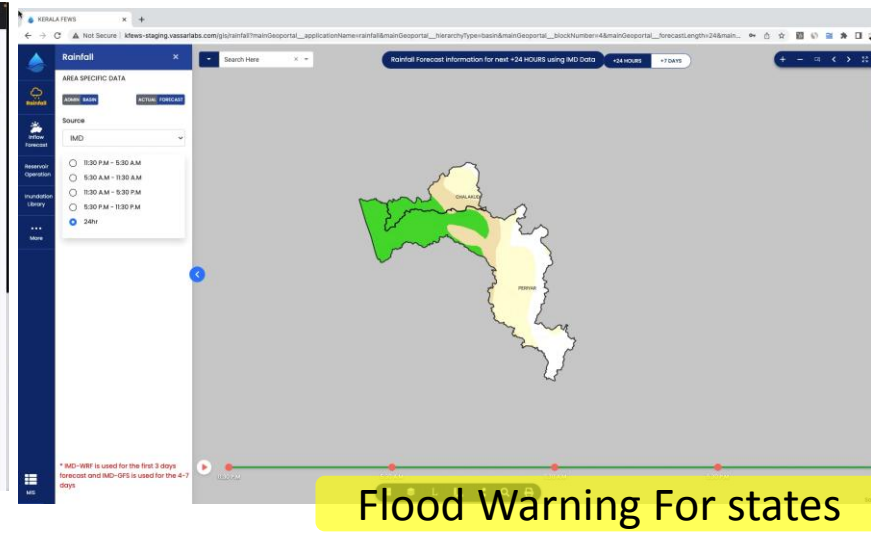 KERALA FEWS
Not Secure | kfews-staging.vassarlabs.com/gis/rainfall?mainGeoportal__applicationName=rainfall&mainGeoportal__hierarchyType=basin&mainGeoportal__blockNumber=4&mainGeoportal__forecastLength=24&main...
Rainfall
Inflow
Forecast
Reservoir
Operation
Inundation
Library
More
MIS
Rainfall ×
AREA SPECIFIC DATA
ADMIN BASIN ACTUAL FORECAST
Source
IMD
11:30 P.M - 5:30 A.M
5:30 A.M - 11:30 A.M
11:30 A.M - 5:30 P.M
5:30 P.M - 11:30 P.M
24hr
* IMD-WRF is used for the first 3 days
forecast and IMD-GFS is used for the 4-7
days
Search Here
Rainfall Forecast information for next +24 HOURS using IMD Data
+24 HOURS +7 DAYS
PERIYAR
11:30 P.M
Flood Warning For states